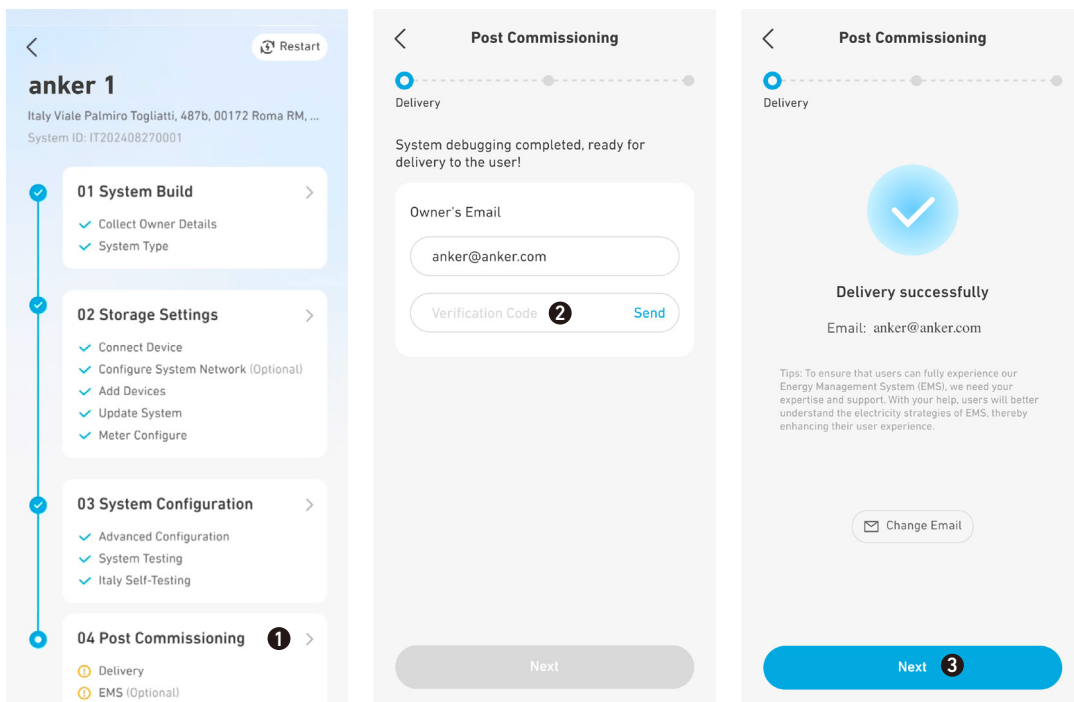 Restart
anker 1
Italy Viale Palmiro Togliatti, 487b, 00172 Roma RM, ...
System ID: IT202408270001
01 System Build
Collect Owner Details
System Type
02 Storage Settings
Connect Device
Configure System Network (Optional)
Add Devices
Update System
Meter Configure
03 System Configuration
Advanced Configuration
System Testing
Italy Self-Testing
04 Post Commissioning 1
Delivery
EMS (Optional)
Post Commissioning
Delivery
System debugging completed, ready for
delivery to the user!
Owner's Email
anker@anker.com
Verification Code 2 Send
Next
Post Commissioning
Delivery
Delivery successfully
Email: anker@anker.com
Tips: To ensure that users can fully experience our
Energy Management System (EMS), we need your
expertise and support. With your help, users will better
understand the electricity strategies of EMS, thereby
enhancing their user experience.
Change Email
Next 3